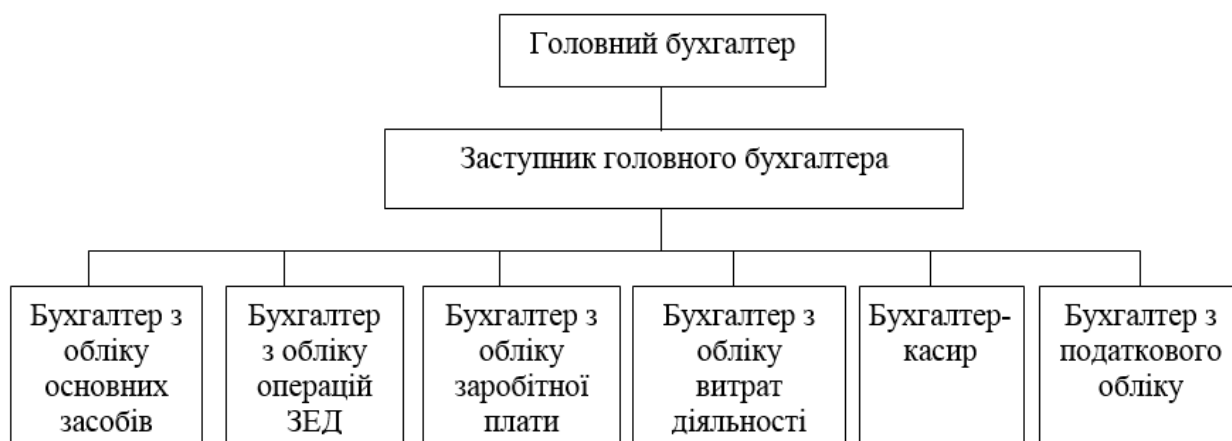 Головний бухгалтер
Заступник головного бухгалтера
Бухгалтер з
обліку
основних
засобів
Бухгалтер
з обліку
операцій
ЗЕД
Бухгалтер з
обліку
заробітної
плати
Бухгалтер з
обліку
витрат
діяльності
Бухгалтер-
касир
Бухгалтер з
податкового
обліку